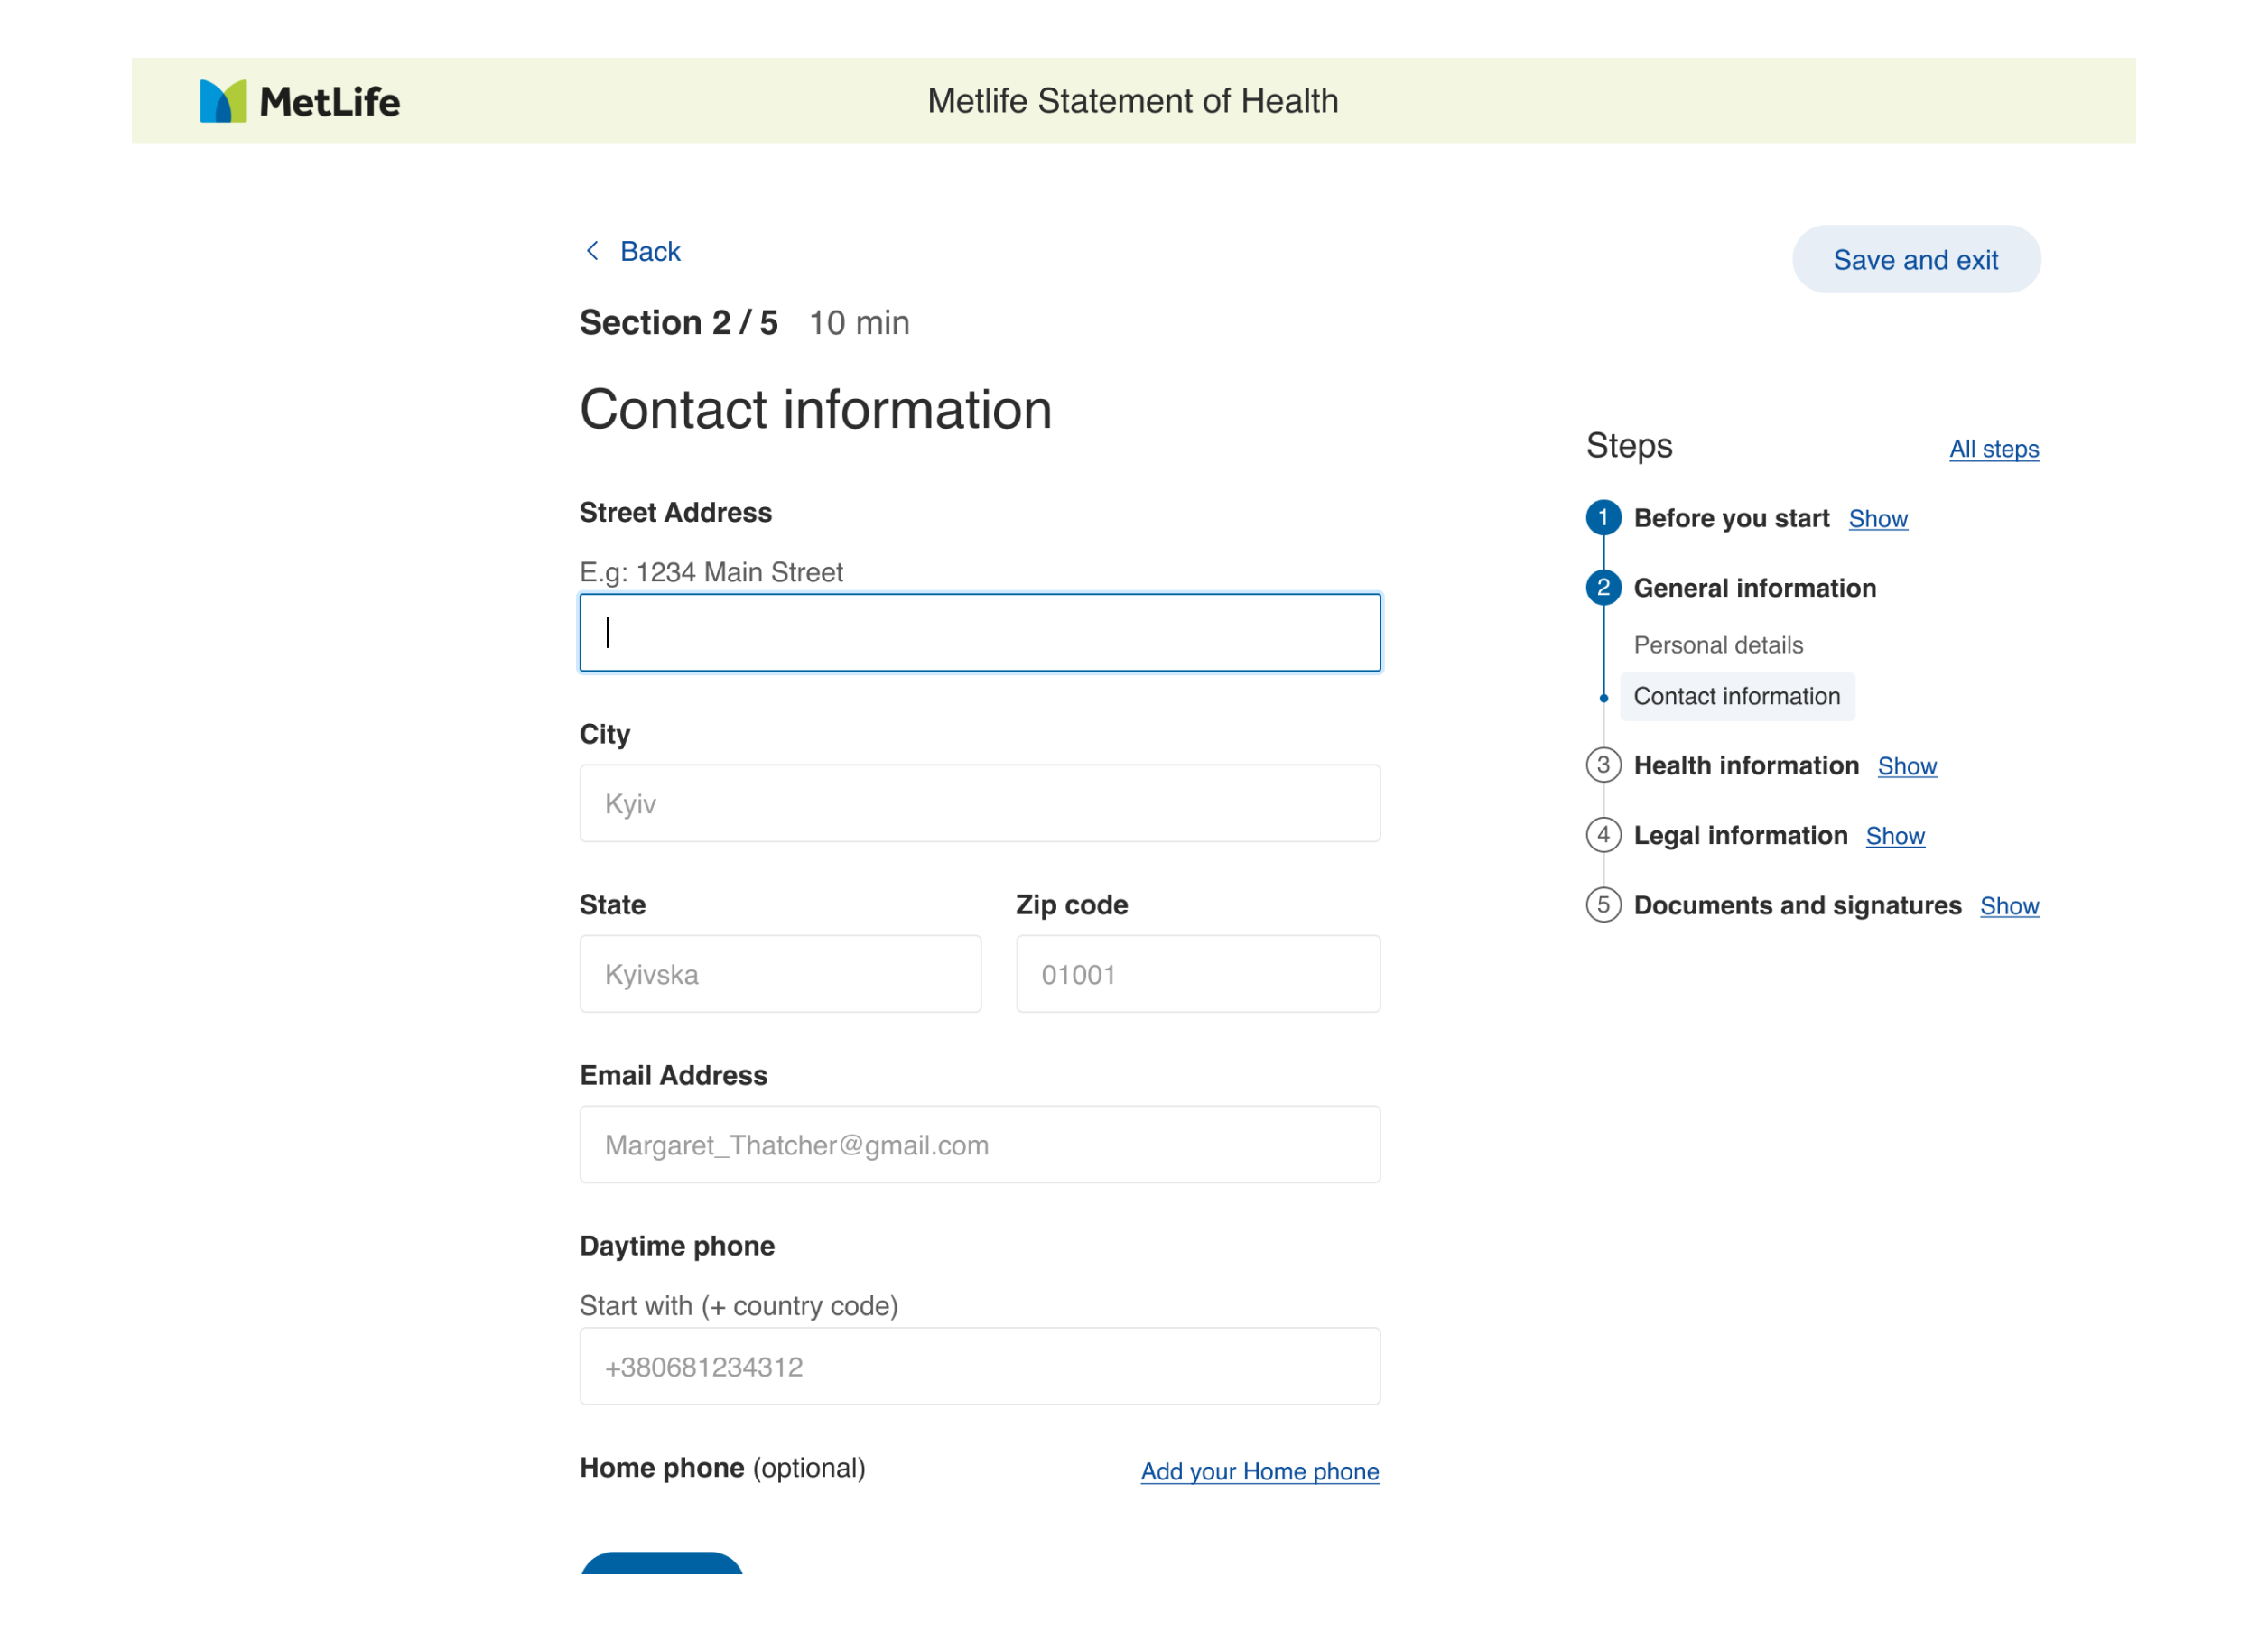 MetLife
Metlife Statement of Health
Back
Save and exit
Section 2 / 5 10 min
Contact information
Street Address
E.g: 1234 Main Street
City
Kyiv
State
Zip code
Kyivska
01001
Email Address
Margaret_Thatcher@gmail.com
Daytime phone
Start with (+ country code)
+380681234312
Home phone (optional)
Add your Home phone
Steps
All steps
1 Before you start Show
2 General information
Personal details
Contact information
3 Health information Show
4 Legal information Show
5 Documents and signatures Show